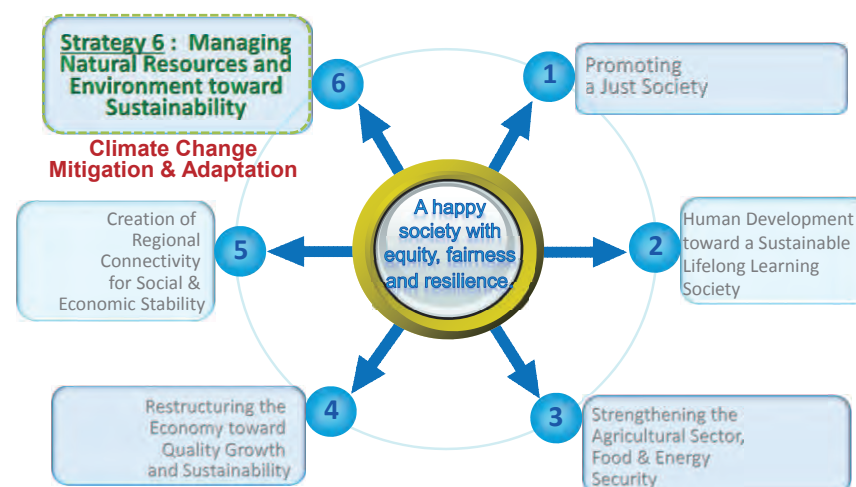 Strategy 6 : Managing
Natural Resources and
Environment toward
Sustainability
6
Climate Change
Mitigation & Adaptation
1
Promoting
a Just Society
Creation of
Regional
Connectivity
for Social &
Economic Stability
5
A happy
society with
equity, fairness
and resilience.
2
Human Development
toward a Sustainable
Lifelong Learning
Society
Restructuring the
Economy toward
Quality Growth
and Sustainability
4
3
Strengthening the
Agricultural Sector,
Food & Energy
Security